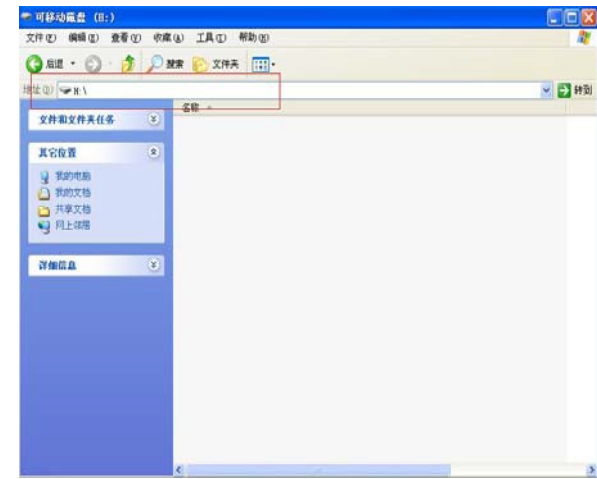 可移动磁盘 (H:)
文件(F) 编辑(E) 查看(V) 收藏(A) 工具(T) 帮助(H)
后退 搜索 文件夹
地址(D) H:\ 转到
名称
文件和文件夹任务
其它位置
我的电脑
我的文档
共享文档
网上邻居
详细信息